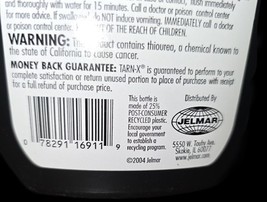 and thoroughly with water for 15 minutes. Call a doctor or poison control center
for more info. If swallowed, Do NOT induce vomiting. IMMEDIATELY call a
or poison control center. KEEP OUT OF THE REACH OF CHILDREN.
WARNING: This product contains thiourea, a chemical known to
the state of California to cause cancer.
MONEY BACK GUARANTEE: TARN-X® is guaranteed to perform to your
complete satisfaction or return unused portion to place of purchase with receipt
for a full refund of purchase price.
This bottle is
made of 25%
POST-CONSUMER
RECYCLED plastic.
Encourage your
local government
to establish a
recycling program.
©2004 Jelmar
0 78291 16911 9
Distributed By
JELMAR
5550 W. Touhy Ave.
Skokie, IL 60077